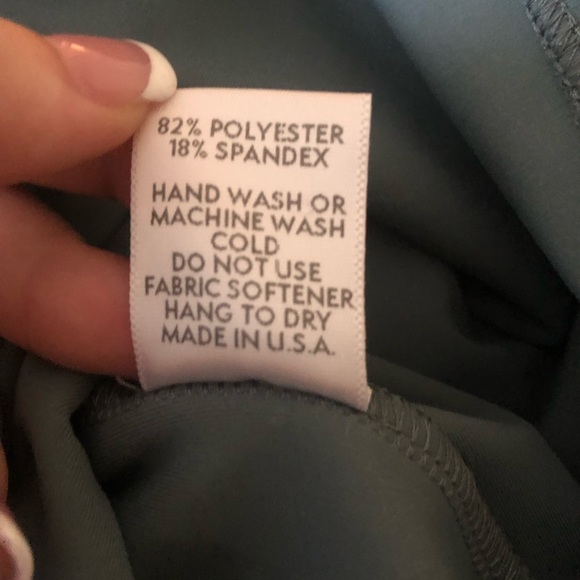 82% POLYESTER
18% SPANDEX
HAND WASH OR
MACHINE WASH
COLD
DO NOT USE
FABRIC SOFTENER
HANG TO DRY
MADE IN U.S.A.